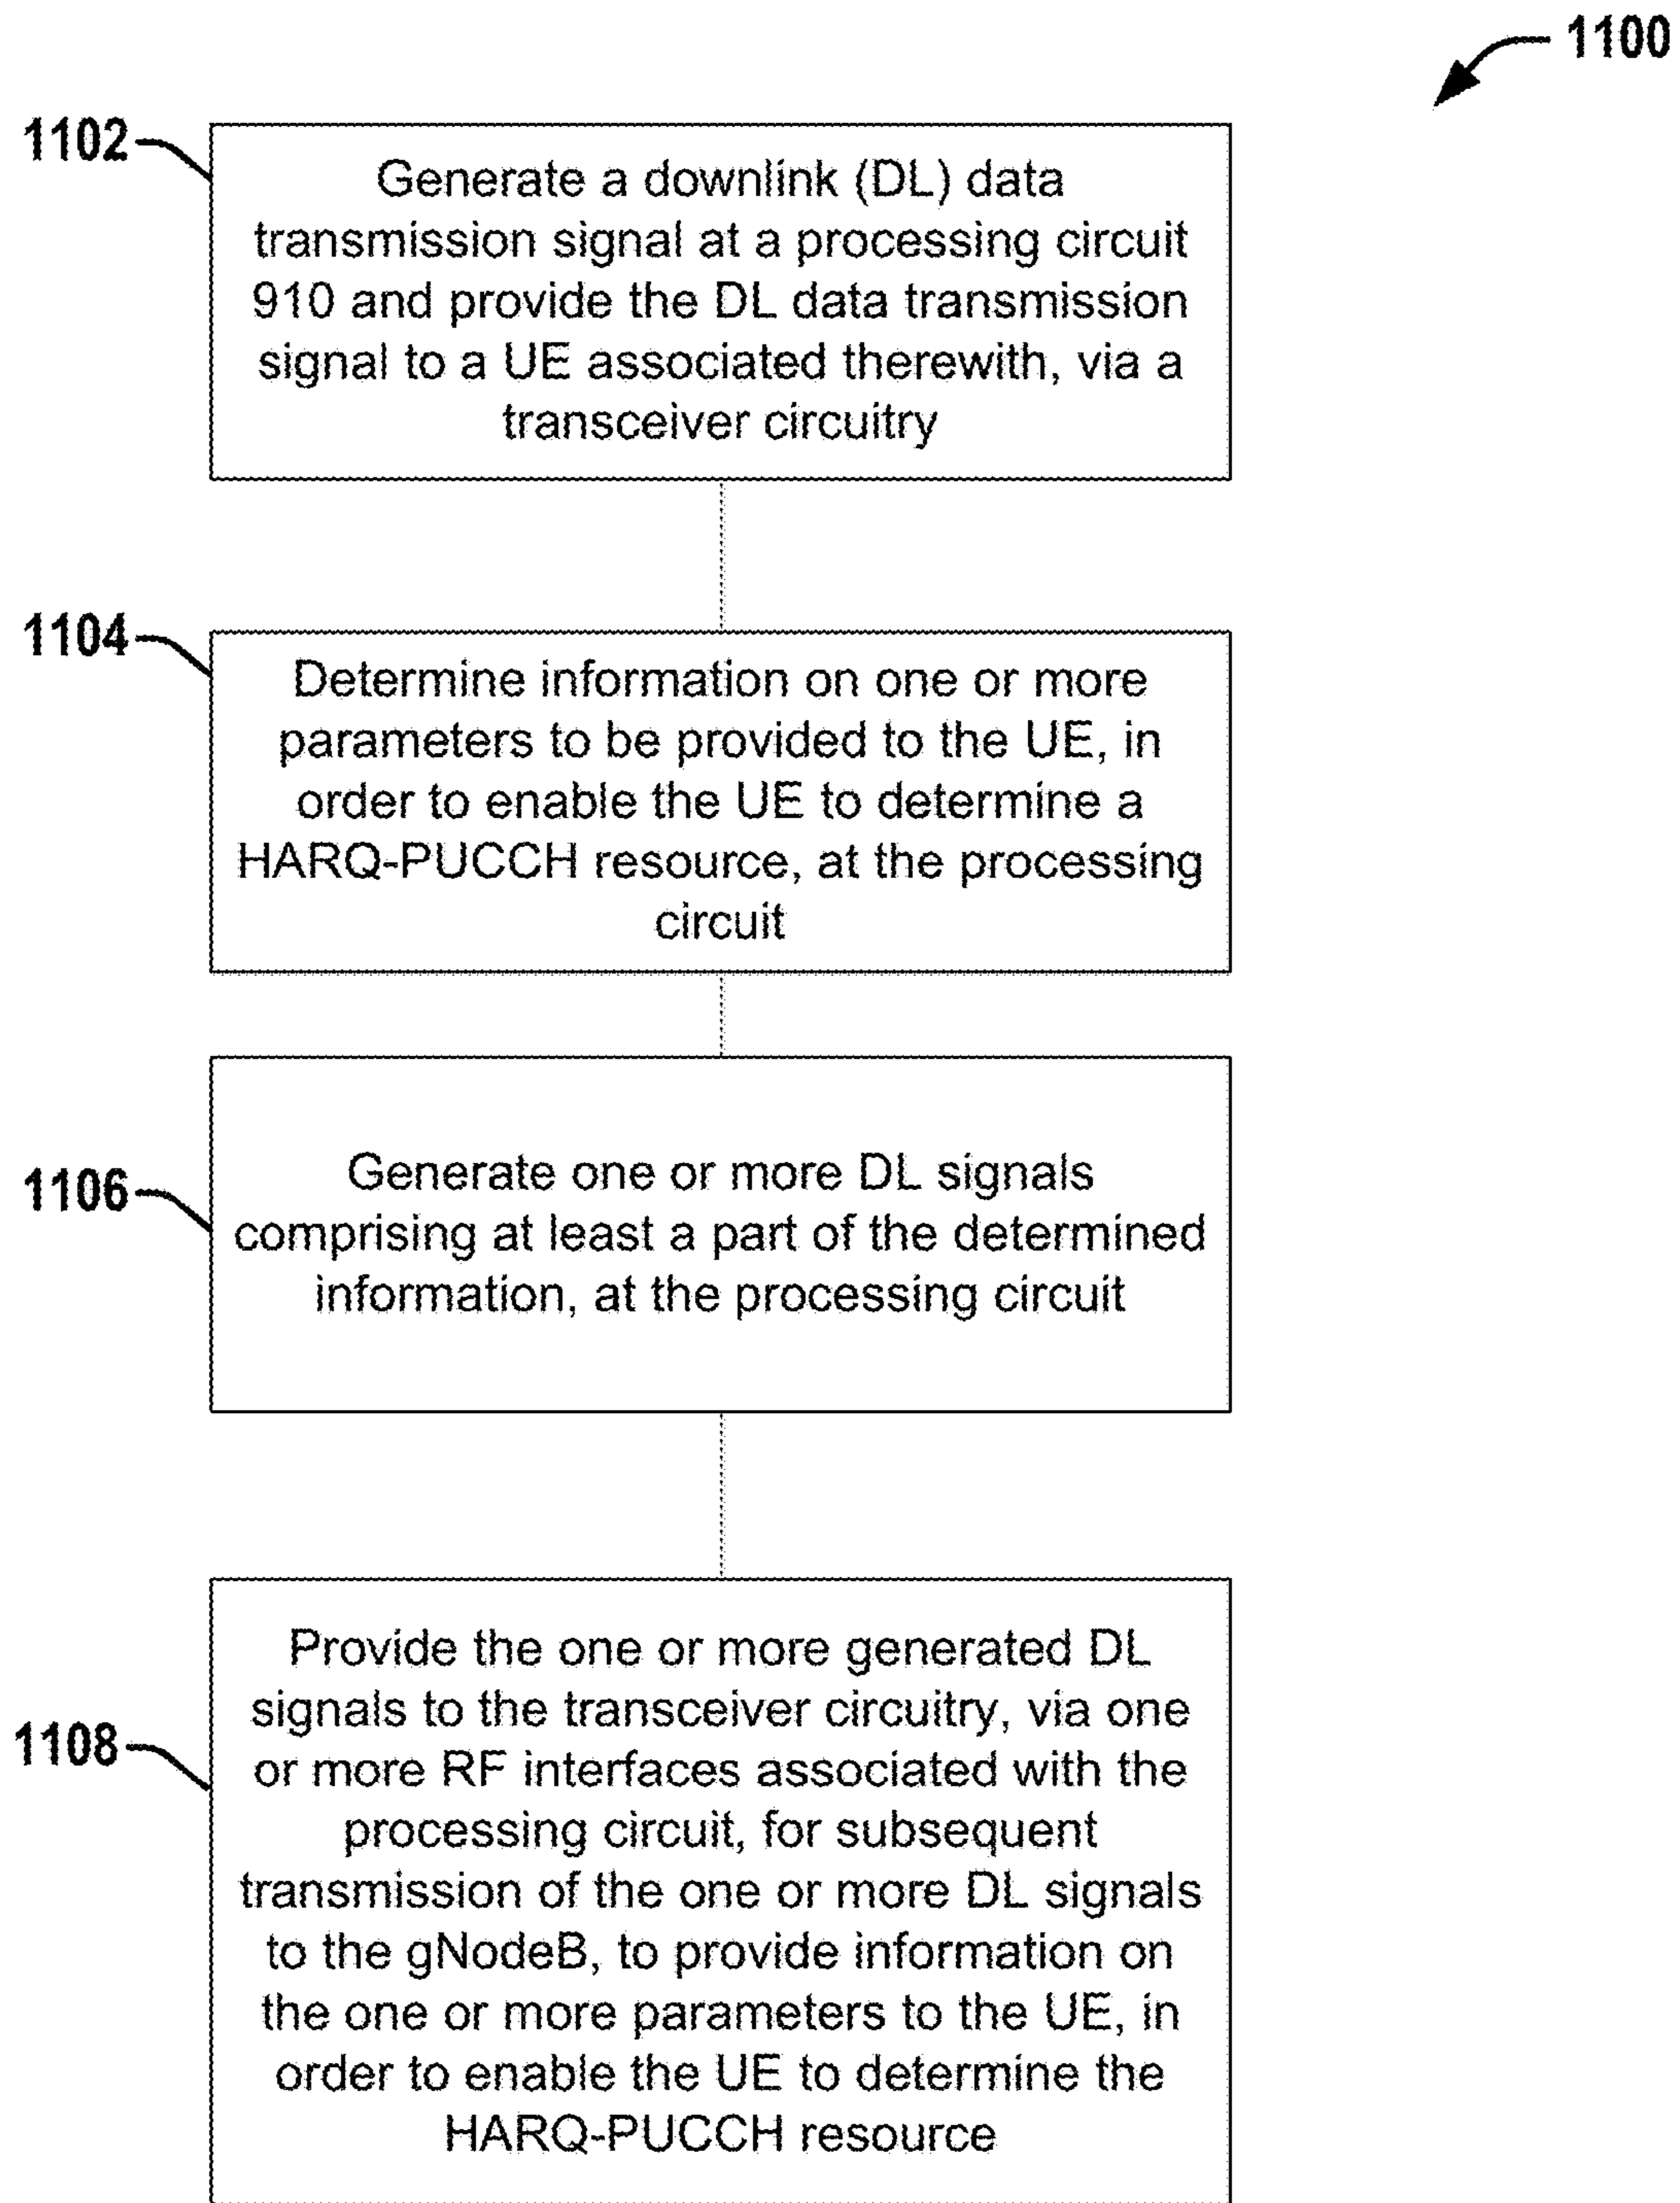 1100
1102
Generate a downlink (DL) data
transmission signal at a processing circuit
910 and provide the DL data transmission
signal to a UE associated therewith, via a
transceiver circuitry
1104
Determine information on one or more
parameters to be provided to the UE, in
order to enable the UE to determine a
HARQ-PUCCH resource, at the processing
circuit
1106
Generate one or more DL signals
comprising at least a part of the determined
information, at the processing circuit
1108
Provide the one or more generated DL
signals to the transceiver circuitry, via one
or more RF interfaces associated with the
processing circuit, for subsequent
transmission of the one or more DL signals
to the gNodeB, to provide information on
the one or more parameters to the UE, in
order to enable the UE to determine the
HARQ-PUCCH resource